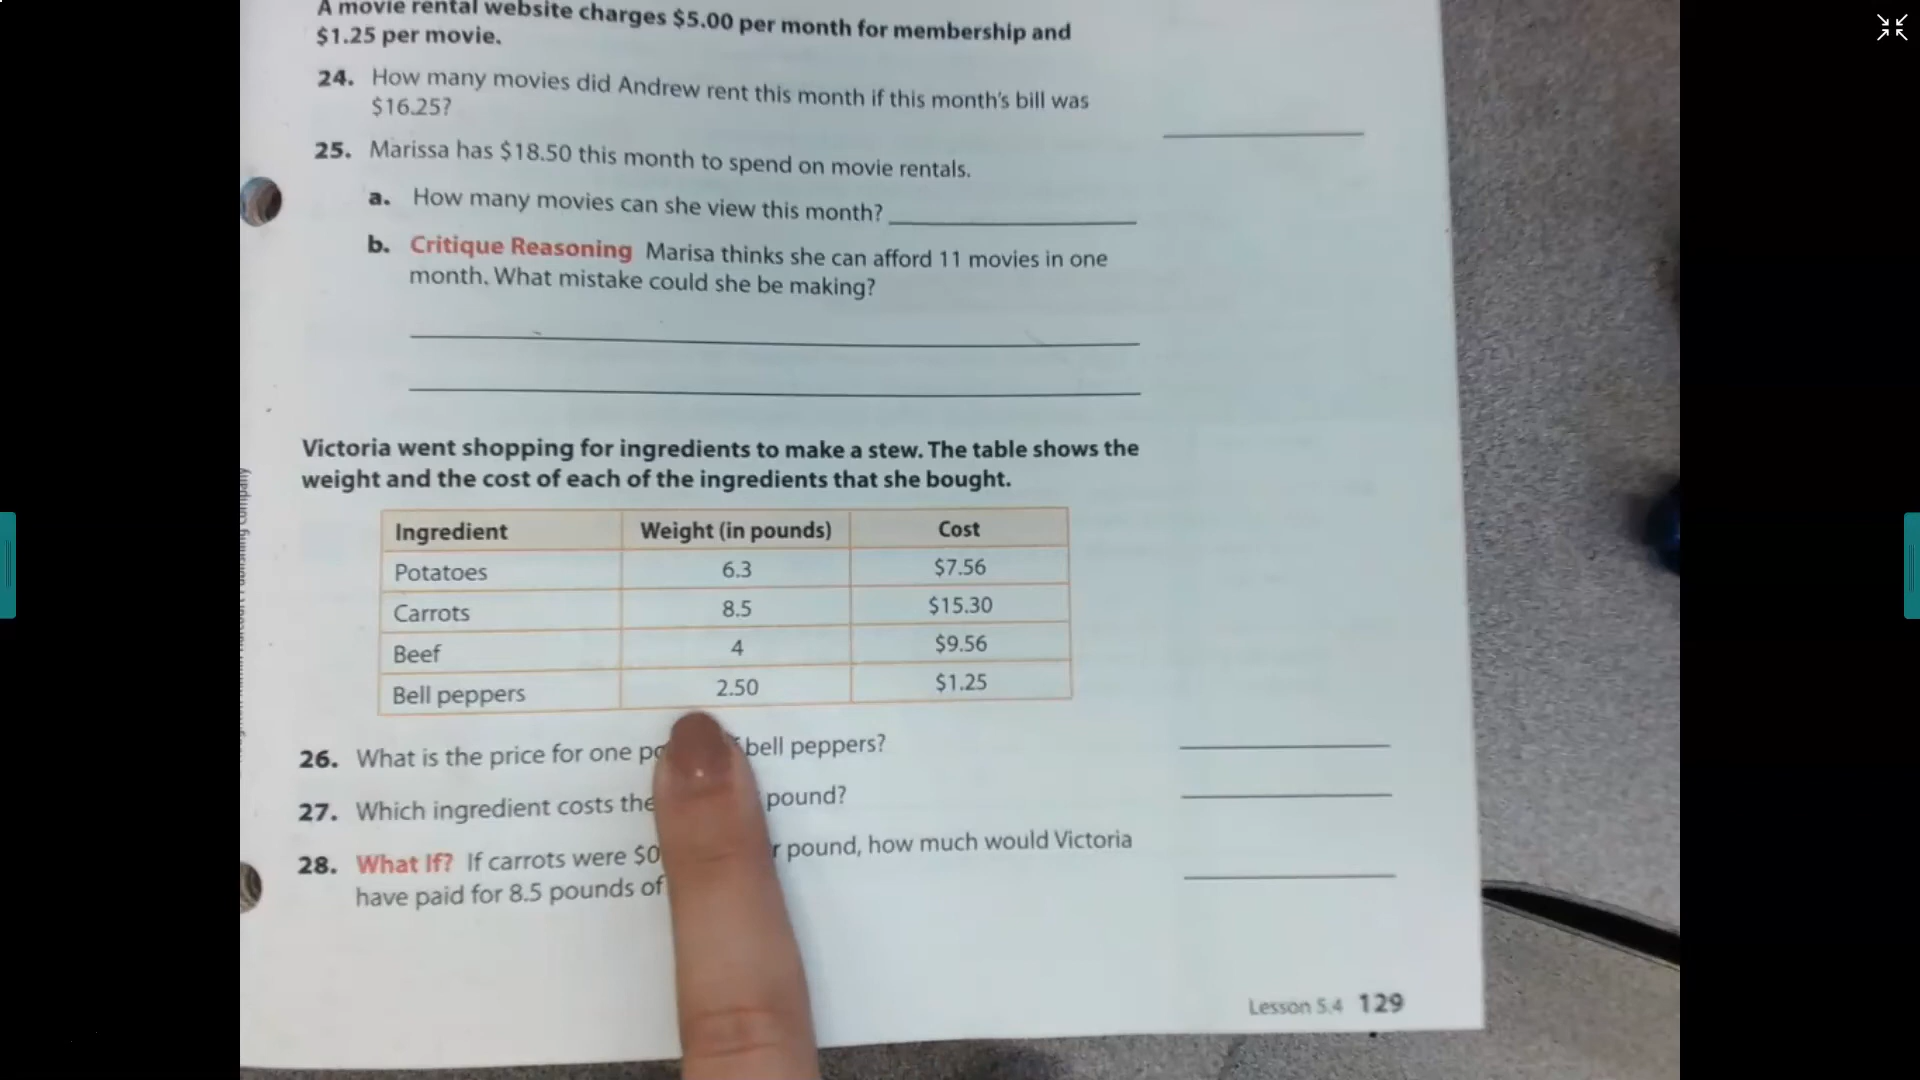 A movie rental website charges $5.00 per month for membership and
$1.25 per movie.
24. How many movies did Andrew rent this month if this month's bill was
$16.25?
25. Marissa has $18.50 this month to spend on movie rentals.
a. How many movies can she view this month?
b. Critique Reasoning Marisa thinks she can afford 11 movies in one
month. What mistake could she be making?
Victoria went shopping for ingredients to make a stew. The table shows the
weight and the cost of each of the ingredients that she bought.
Ingredient Weight (in pounds) Cost
Potatoes 6.3 $7.56
Carrots 8.5 $15.30
Beef 4 $9.56
Bell peppers 2.50 $1.25
26. What is the price for one bell peppers?
27. Which ingredient costs the pound?
28. What If? If carrots were pound, how much would Victoria
have paid for 8.5 pounds of
Lesson 5.4 129